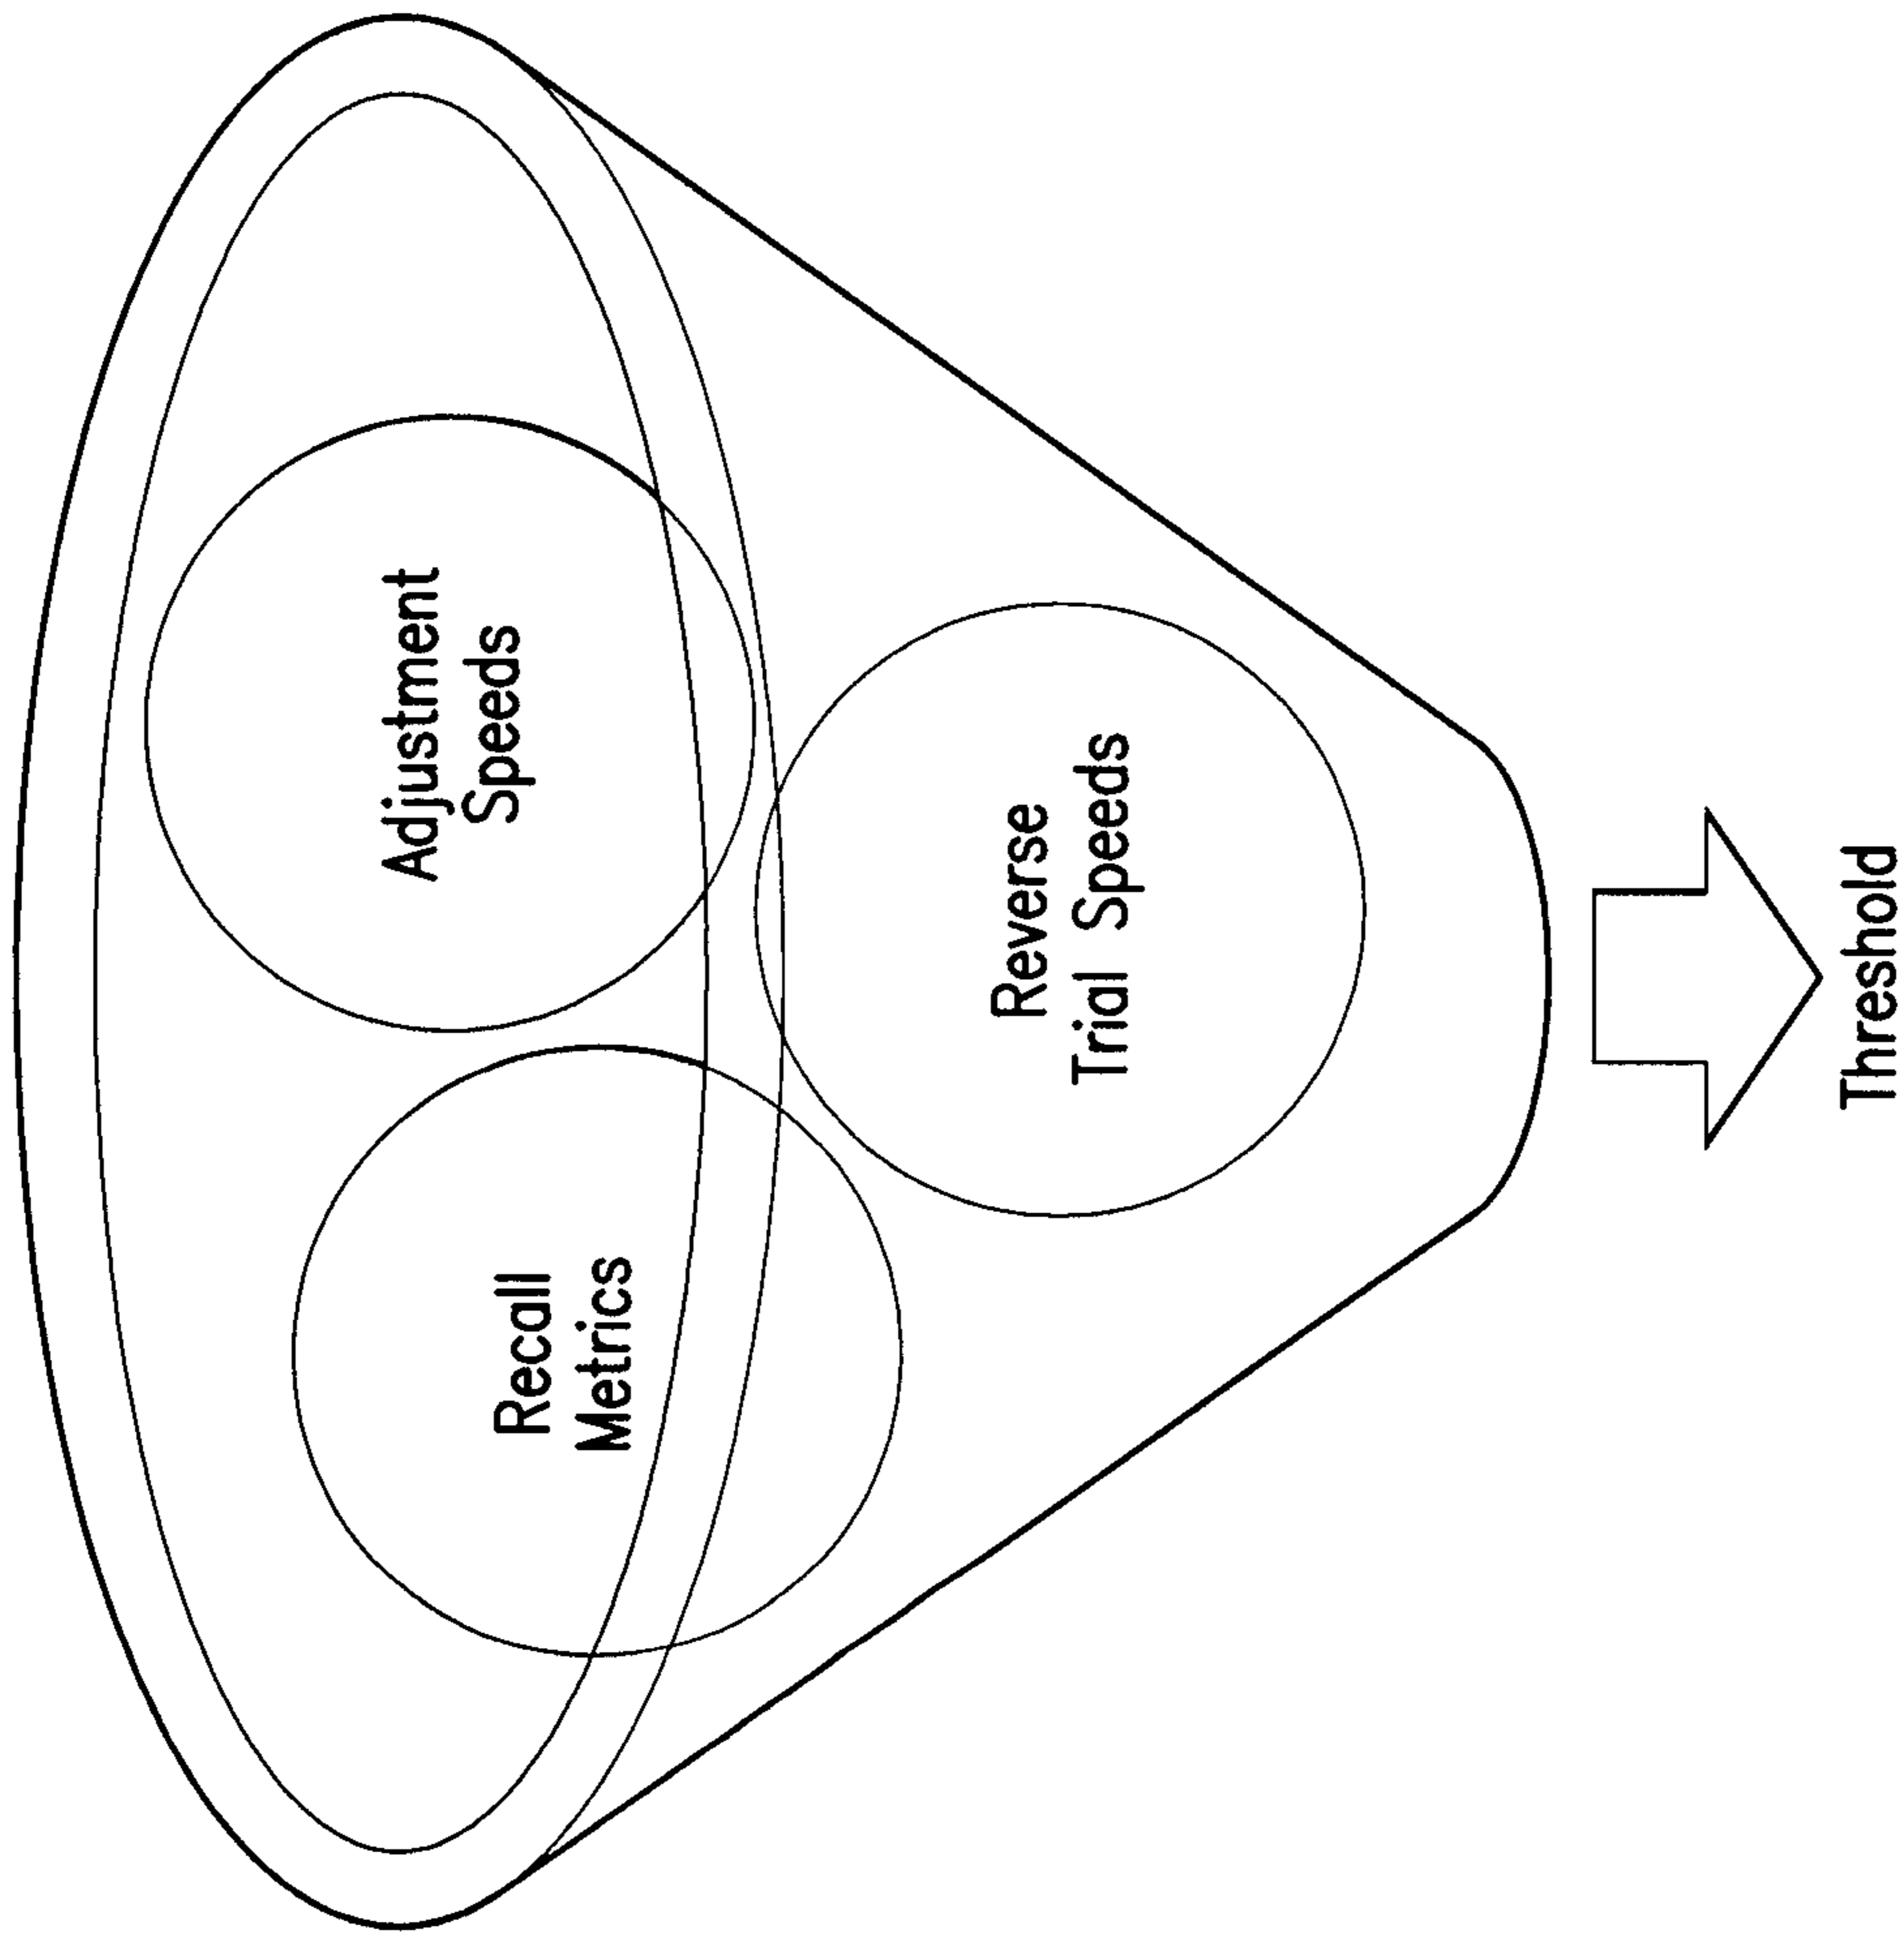 Adjustment
Speeds
Recall
Metrics
Reverse
Trial Speeds
Threshold